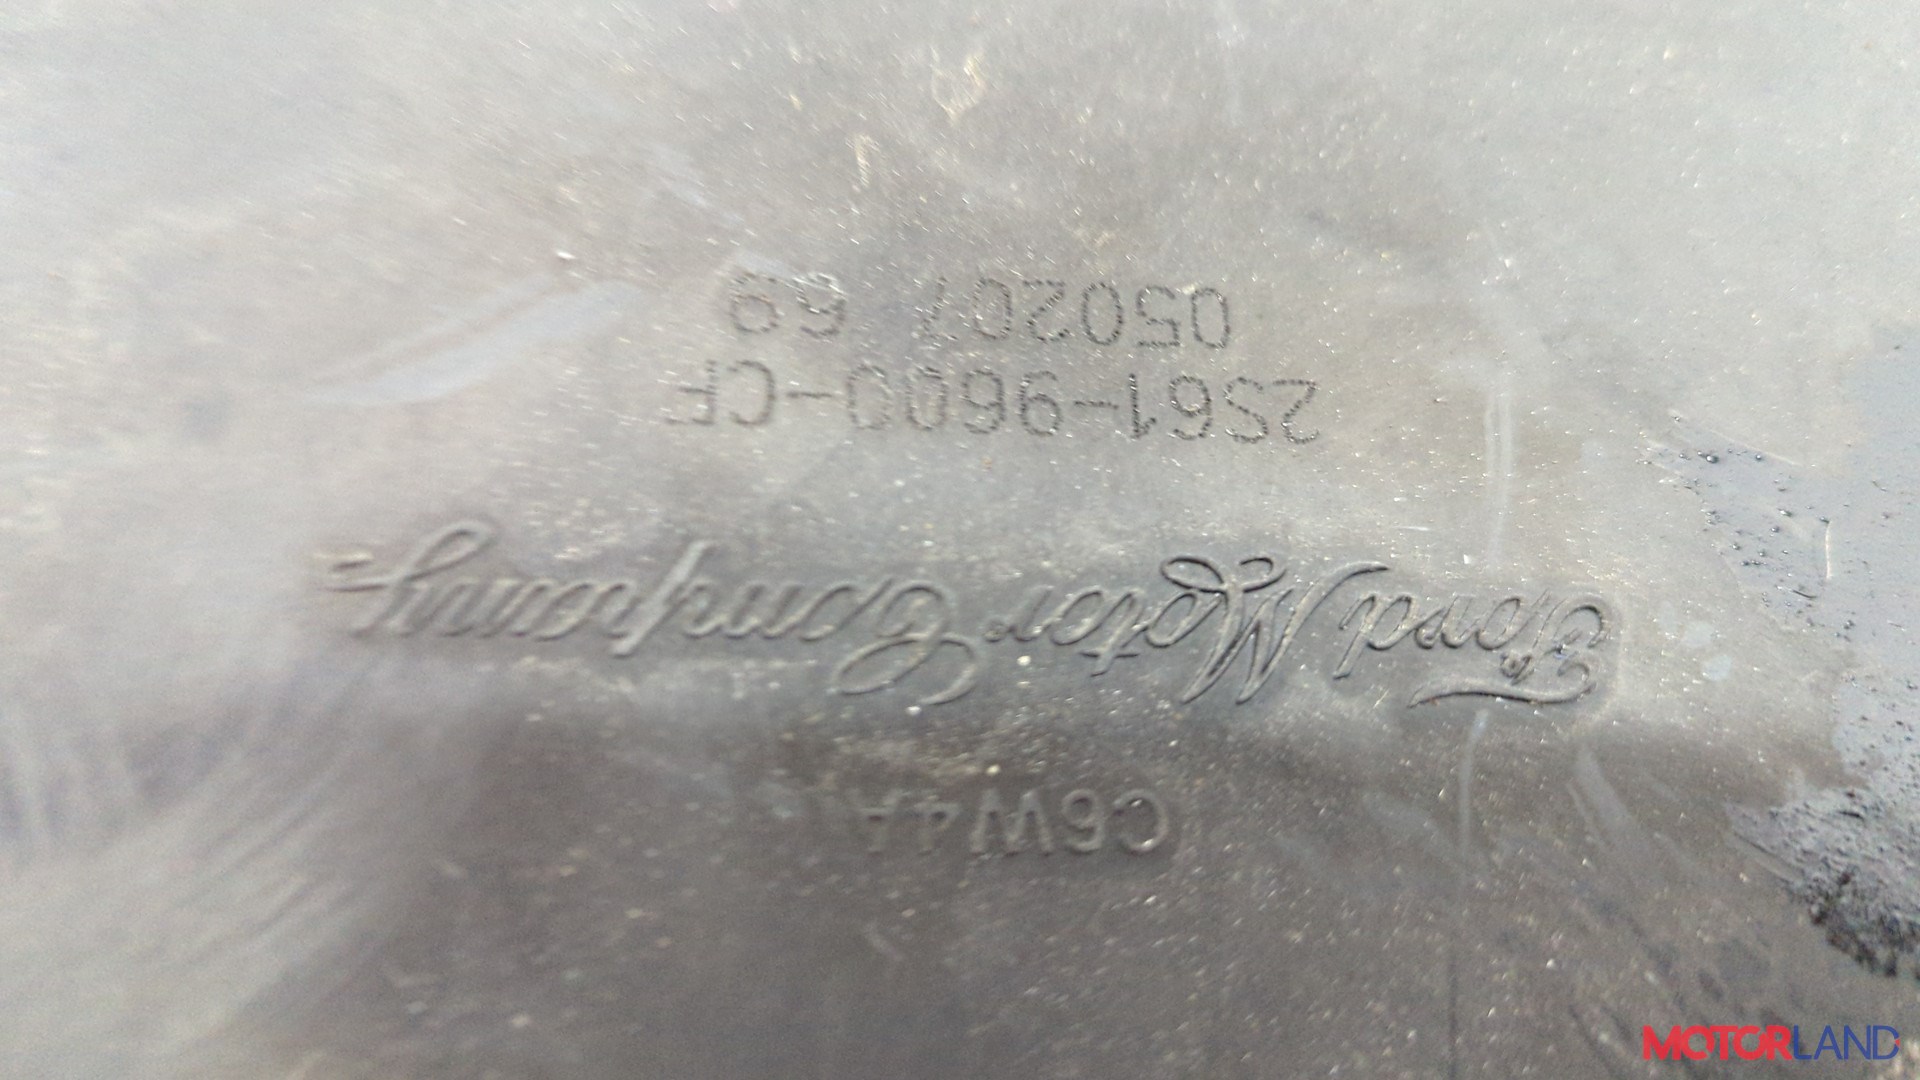 C6W4A
Ford Motor Company
2S61-9600-CF
050207 69
MOTORLAND